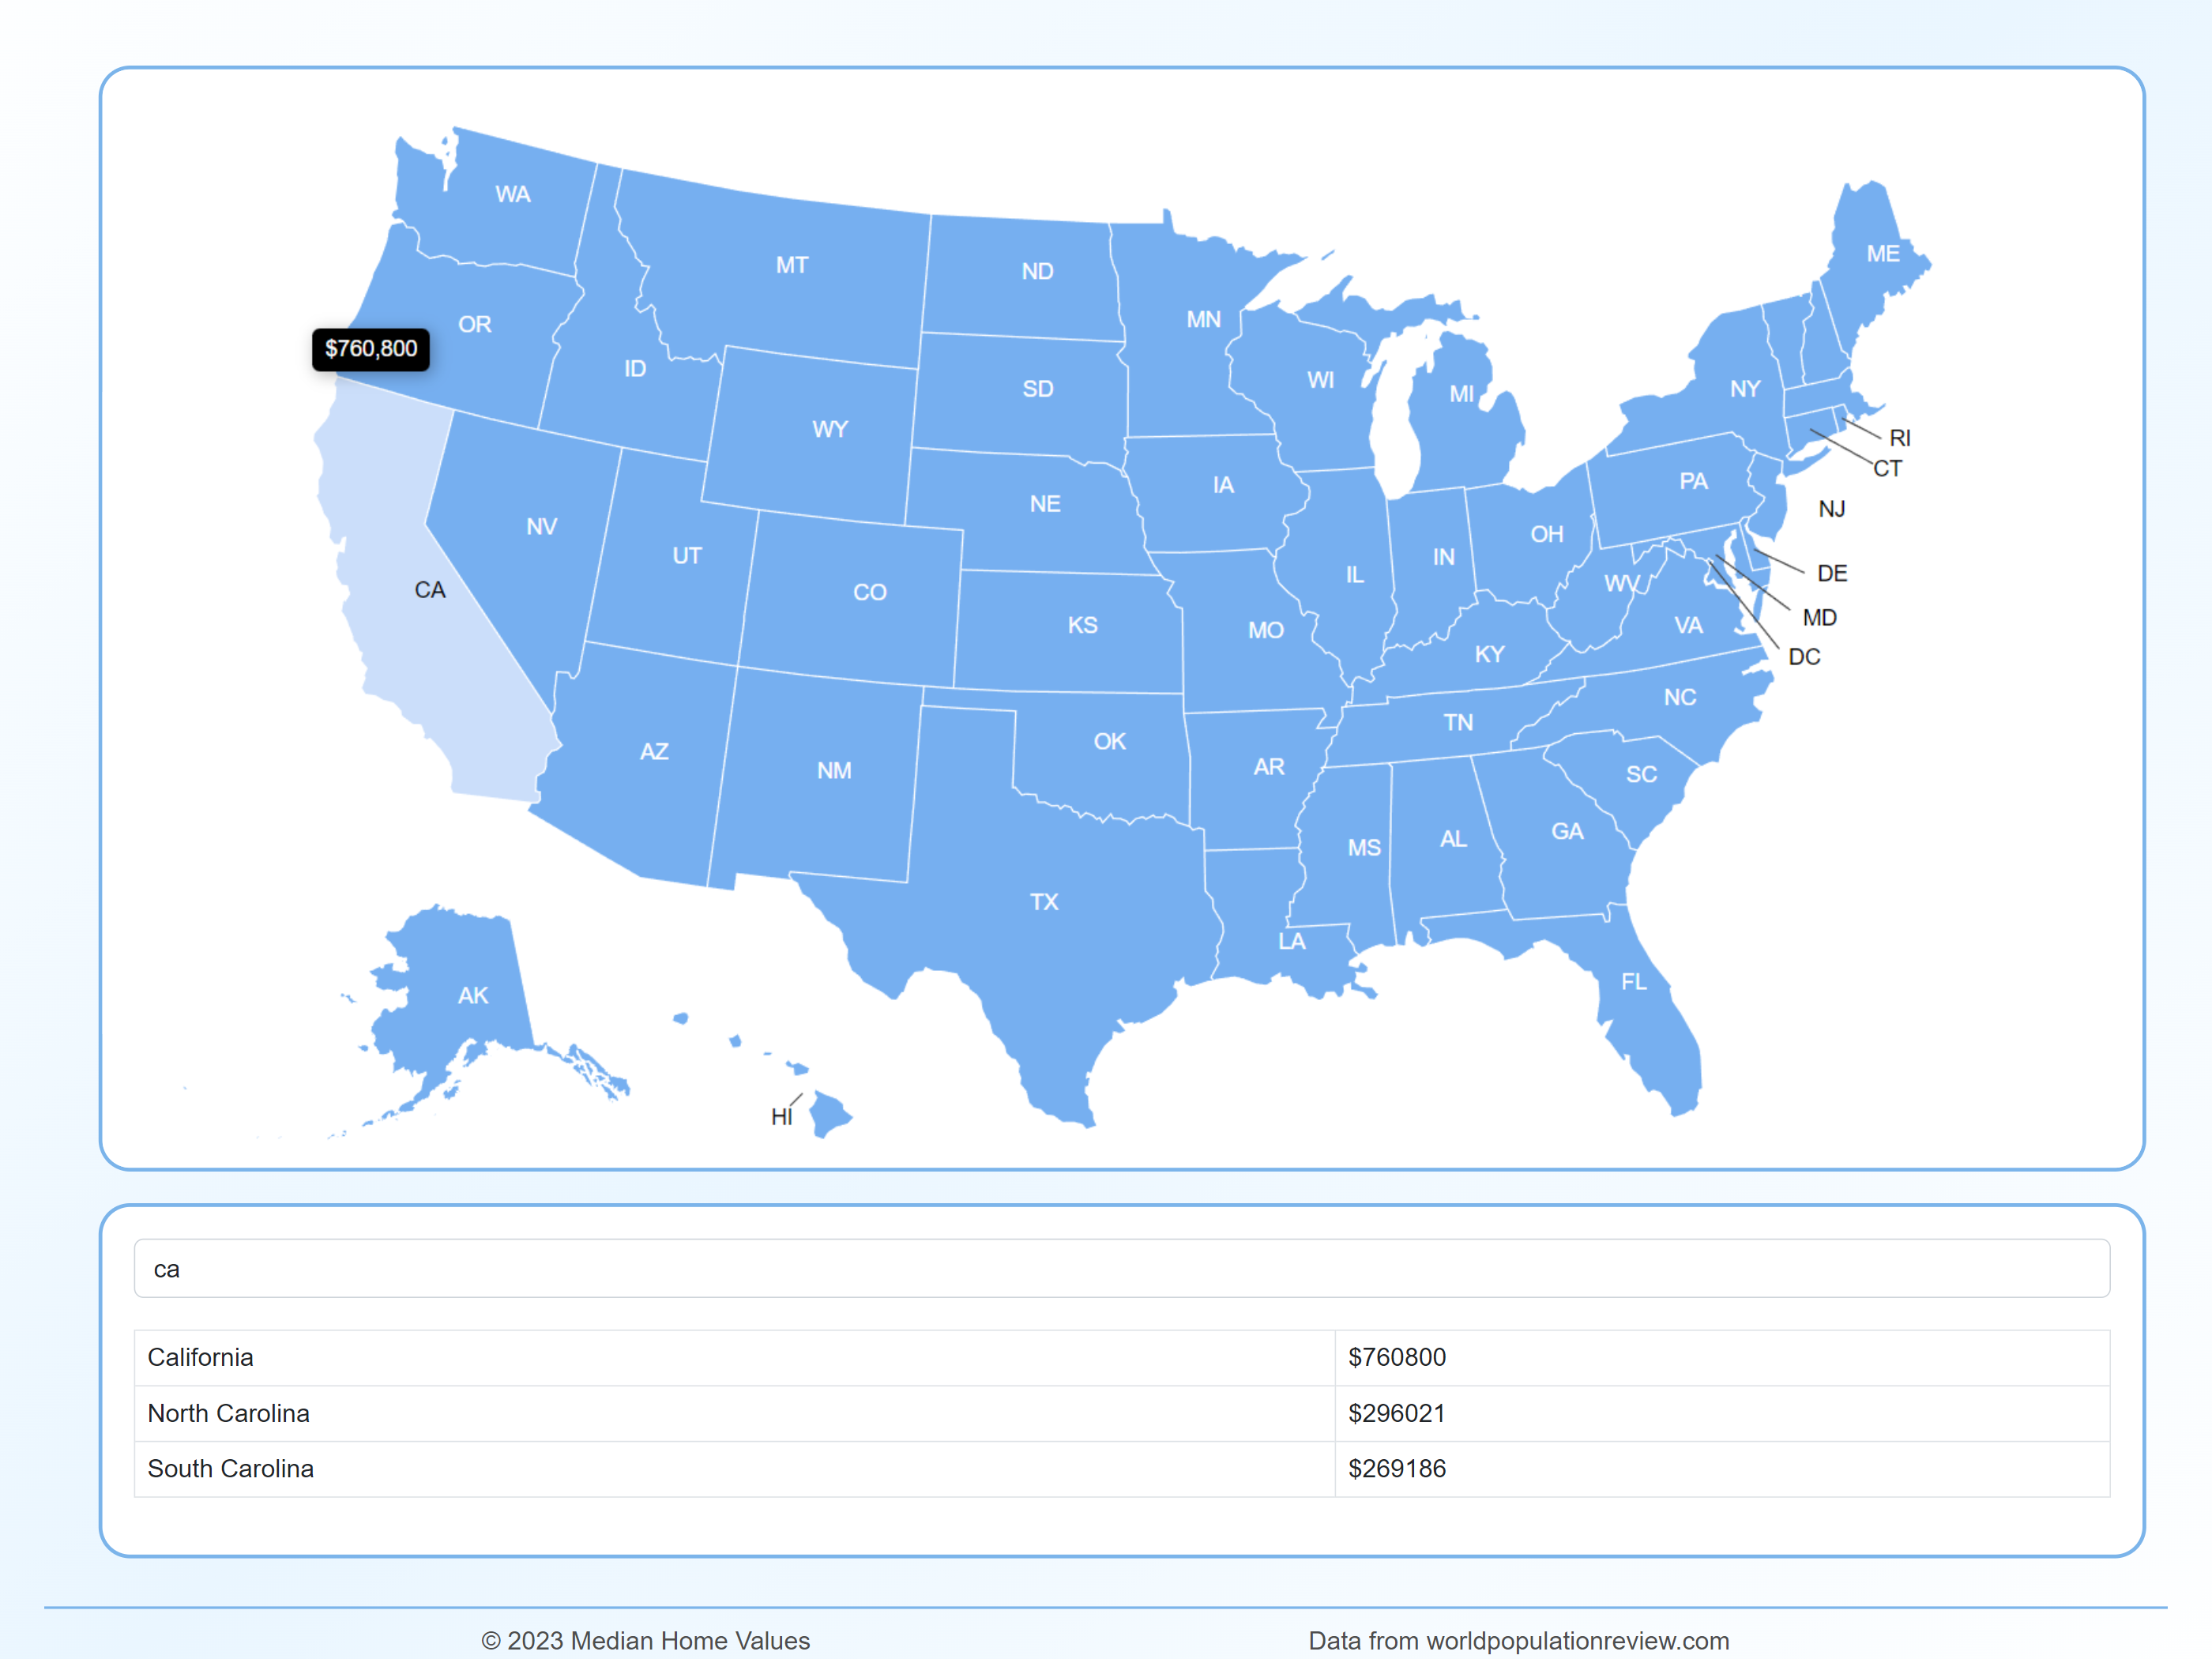 WA
MT
ND
ME
OR
MN
$760,800
ID
SD
WI
MI
NY
WY
RI
CT
PA
IA
NE
NJ
NV
OH
UT
IN
DE
IL
WV
CA
CO
MD
KS
MO
VA
KY
DC
NC
TN
OK
AZ
AR
NM
SC
GA
AL
MS
TX
LA
FL
AK
HI
ca
California $760800
North Carolina $296021
South Carolina $269186
© 2023 Median Home Values Data from worldpopulationreview.com